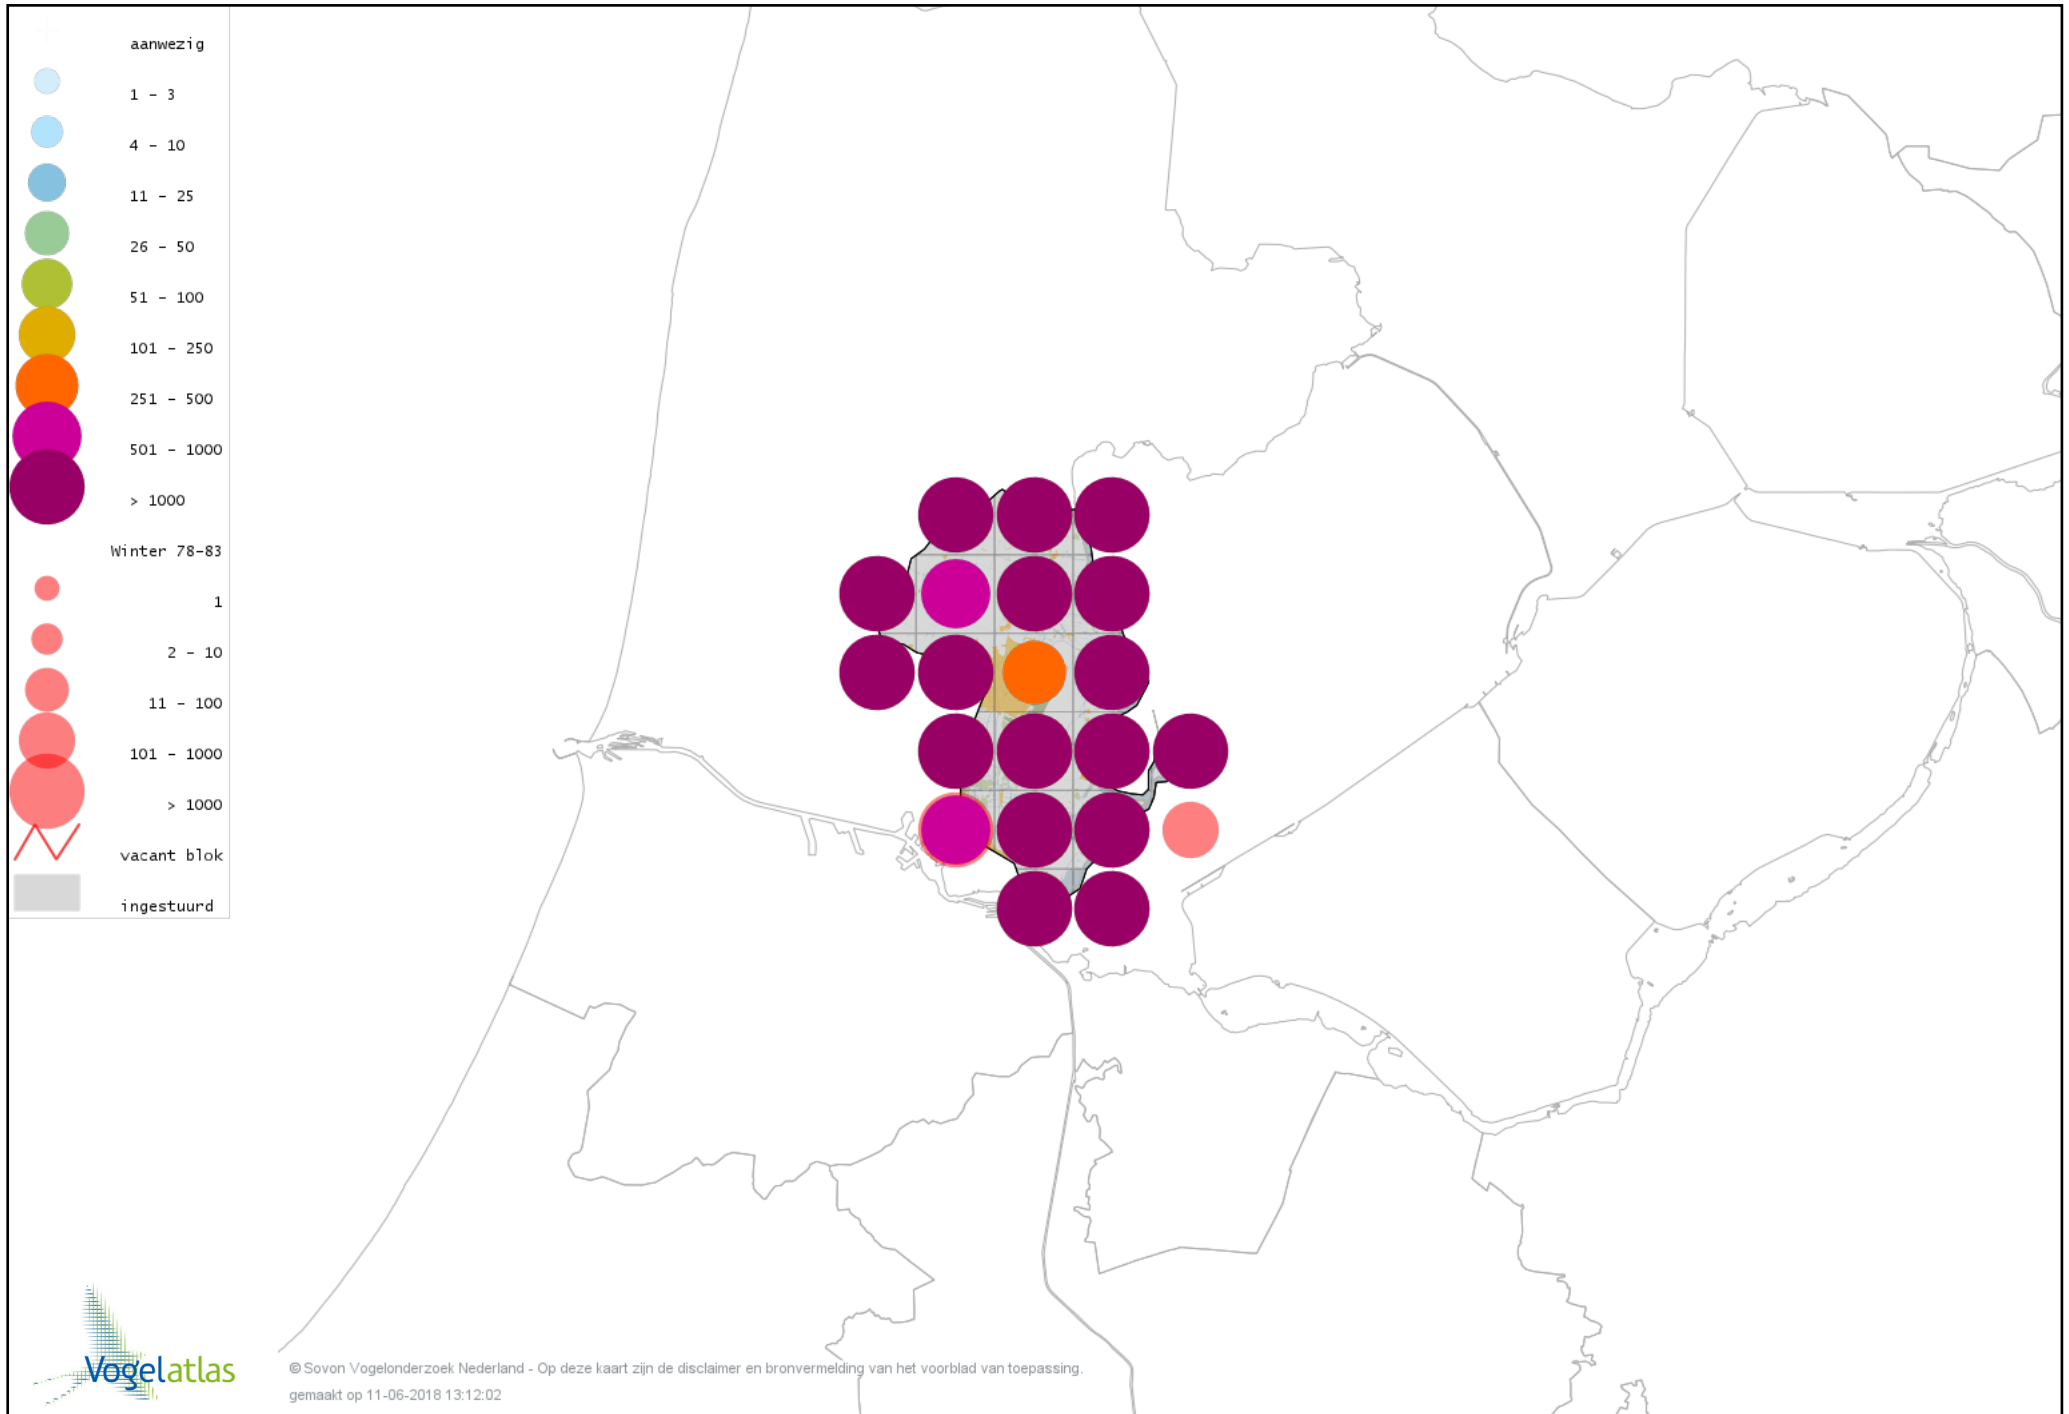 aanwezig
1 - 3
4 - 10
11 - 25
26 - 50
51 - 100
101 - 250
251 - 500
501 - 1000
> 1000
Winter 78-83
1
2 - 10
11 - 100
101 - 1000
> 1000
vacant blok
ingestuurd
Vogelatlas
© Sovon Vogelonderzoek Nederland - Op deze kaart zijn de disclaimer en bronvermelding van het voorblad van toepassing.
gemaakt op 11-06-2018 13:12:02